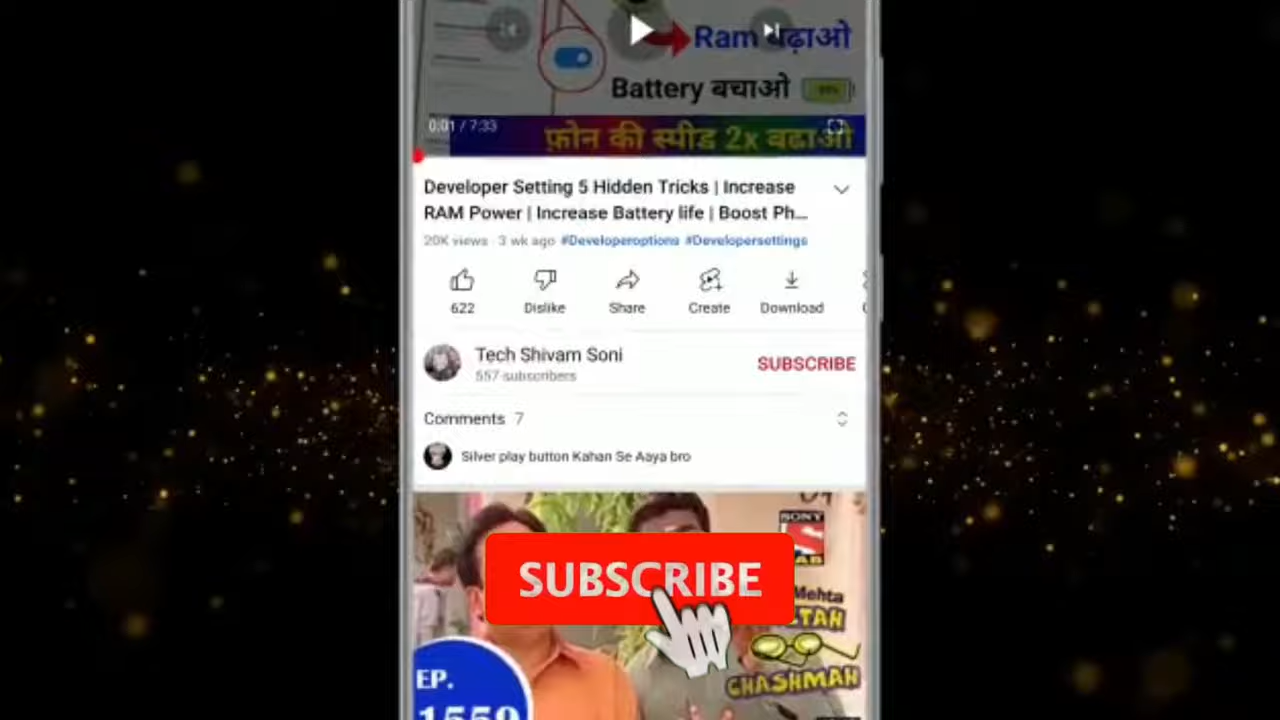 Ram बढ़ाओ
Battery बचाओ
0:01 / 7:33
फ़ोन की स्पीड 2x बढाओ
Developer Setting 5 Hidden Tricks | Increase
RAM Power | Increase Battery life | Boost Ph...
20K views · 3 wk ago #Developeroptions #Developersettings
622 Dislike Share Create Download
Tech Shivam Soni
SUBSCRIBE
557 subscribers
Comments 7
Silver play button Kahan Se Aaya bro
SONY
SAB
SUBSCRIBE
Mehta
CHASHMAH
EP.
1559